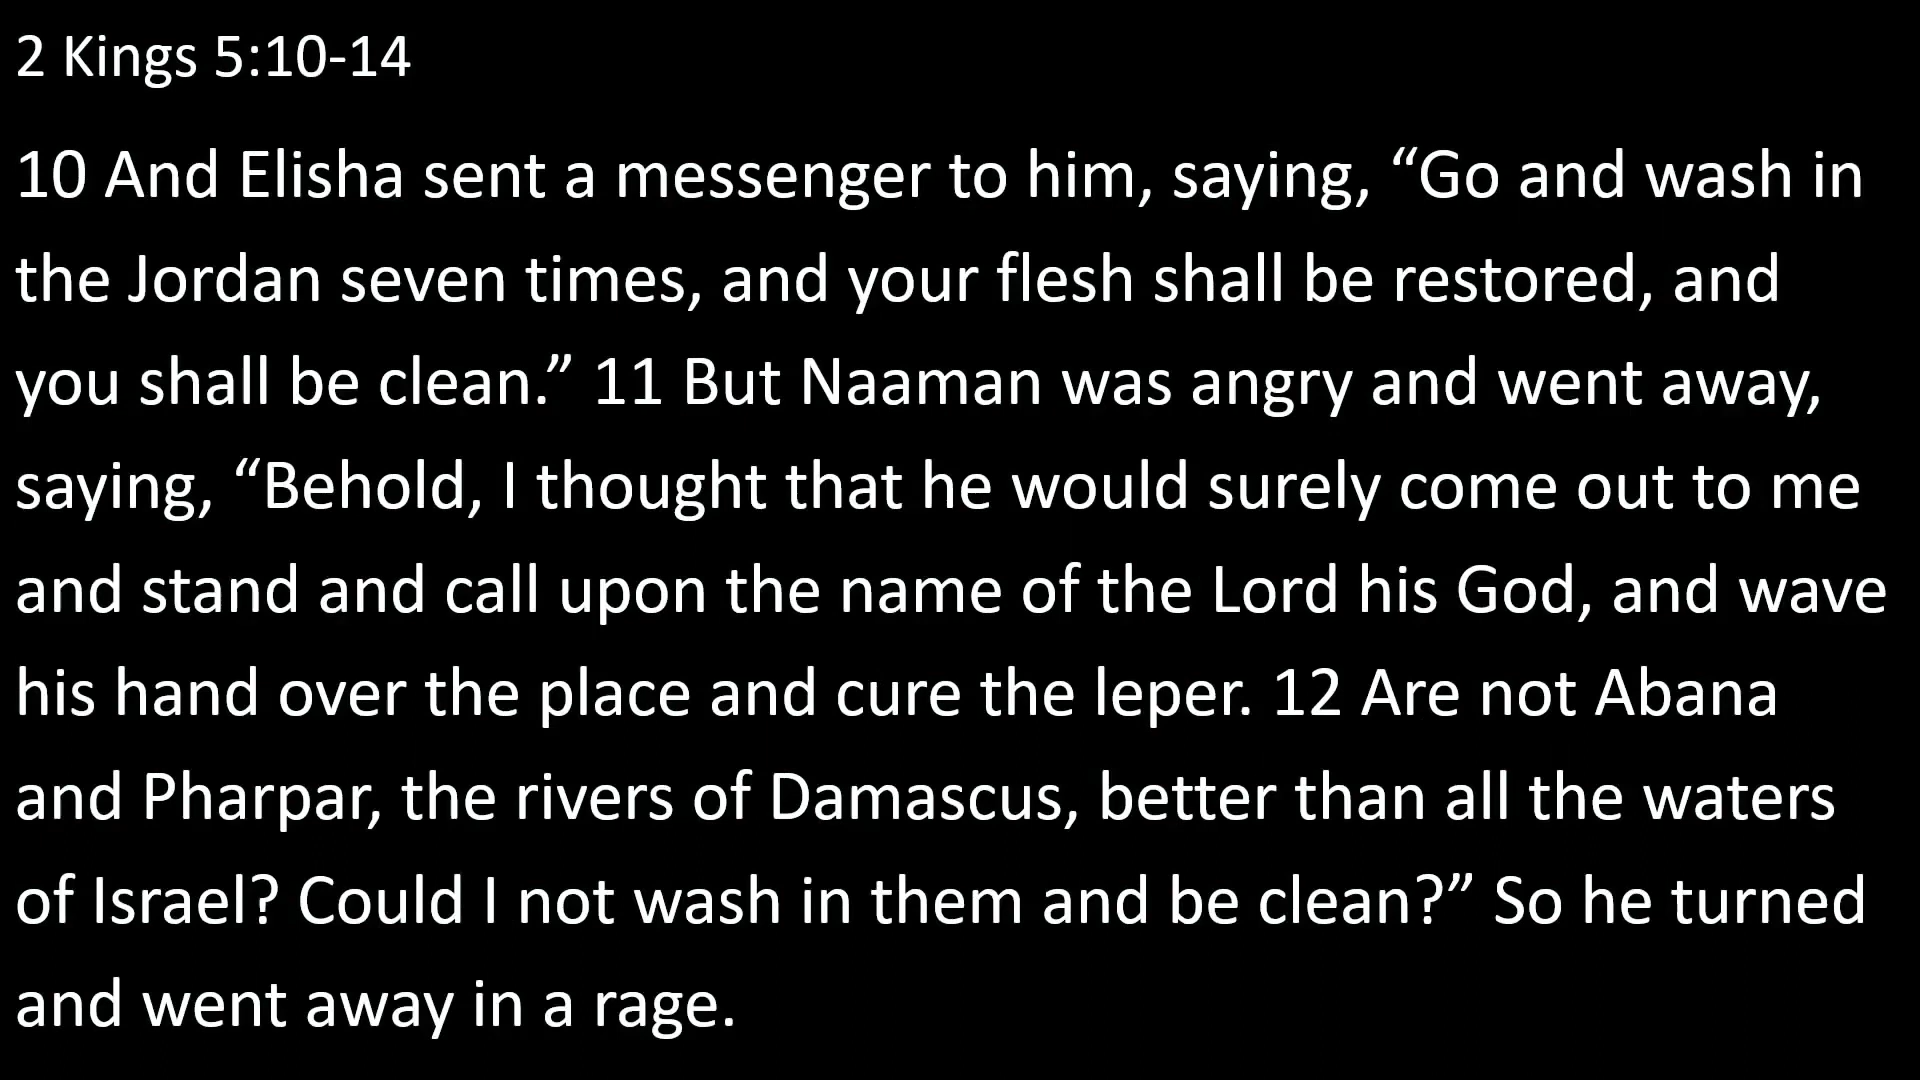 2 Kings 5:10-14
10 And Elisha sent a messenger to him, saying, “Go and wash in
the Jordan seven times, and your flesh shall be restored, and
you shall be clean.” 11 But Naaman was angry and went away,
saying, “Behold, I thought that he would surely come out to me
and stand and call upon the name of the Lord his God, and wave
his hand over the place and cure the leper. 12 Are not Abana
and Pharpar, the rivers of Damascus, better than all the waters
of Israel? Could I not wash in them and be clean?” So he turned
and went away in a rage.